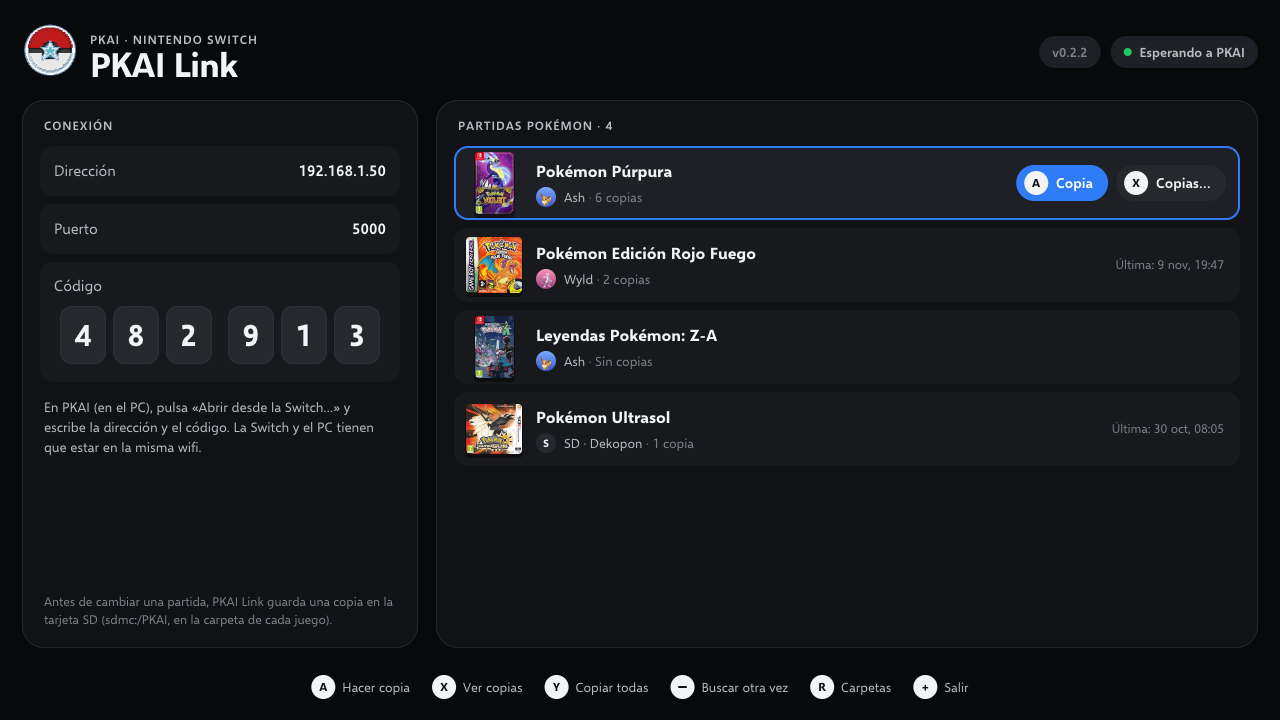 PKAI · NINTENDO SWITCH
PKAI Link
v0.2.2
Esperando a PKAI
CONEXIÓN
Dirección
192.168.1.50
Puerto
5000
Código
4 8 2 9 1 3
En PKAI (en el PC), pulsa «Abrir desde la Switch...» y
escribe la dirección y el código. La Switch y el PC tienen
que estar en la misma wifi.
Antes de cambiar una partida, PKAI Link guarda una copia en la
tarjeta SD (sdmc:/PKAI, en la carpeta de cada juego).
PARTIDAS POKÉMON · 4
Pokémon Púrpura
Ash · 6 copias
A Copia
X Copias...
Pokémon Edición Rojo Fuego
Wyld · 2 copias
Última: 9 nov, 19:47
Leyendas Pokémon: Z-A
Ash · Sin copias
Pokémon Ultrasol
S SD · Dekopon · 1 copia
Última: 30 oct, 08:05
A Hacer copia
X Ver copias
Y Copiar todas
− Buscar otra vez
R Carpetas
+ Salir